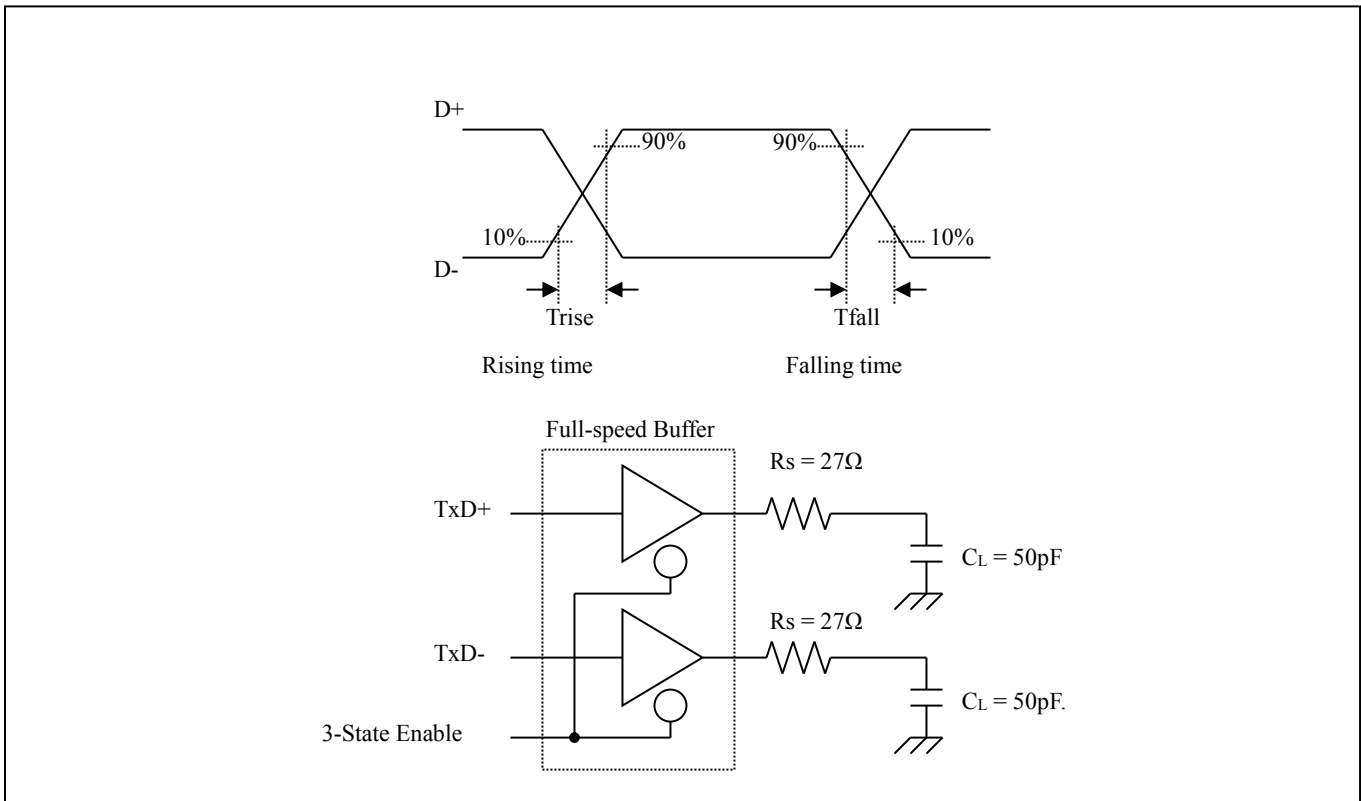 D+
90% 90%
10% 10%
D-
Trise Tfall
Rising time Falling time
Full-speed Buffer
Rs = 27Ω
TxD+
CL = 50pF
Rs = 27Ω
TxD-
CL = 50pF.
3-State Enable